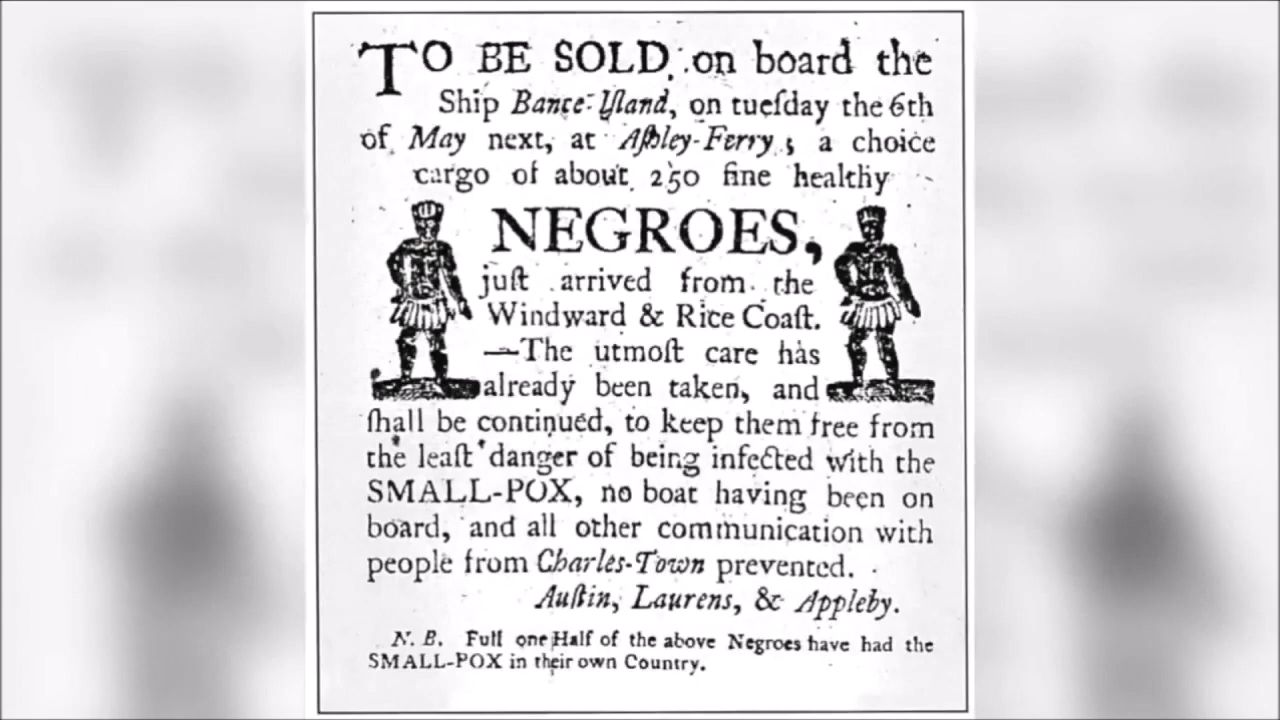 TO BE SOLD, on board the
Ship Bance-Iſland, on tueſday the 6th
of May next, at Aſhley-Ferry; a choice
cargo of about 250 fine healthy
NEGROES,
juſt arrived from the
Windward & Rice Coaſt.
—The utmoſt care has
already been taken, and
ſhall be continued, to keep them free from
the leaſt danger of being infected with the
SMALL-POX, no boat having been on
board, and all other communication with
people from Charles-Town prevented.
Auſtin, Laurens, & Appleby.
N. B. Full one Half of the above Negroes have had the
SMALL-POX in their own Country.